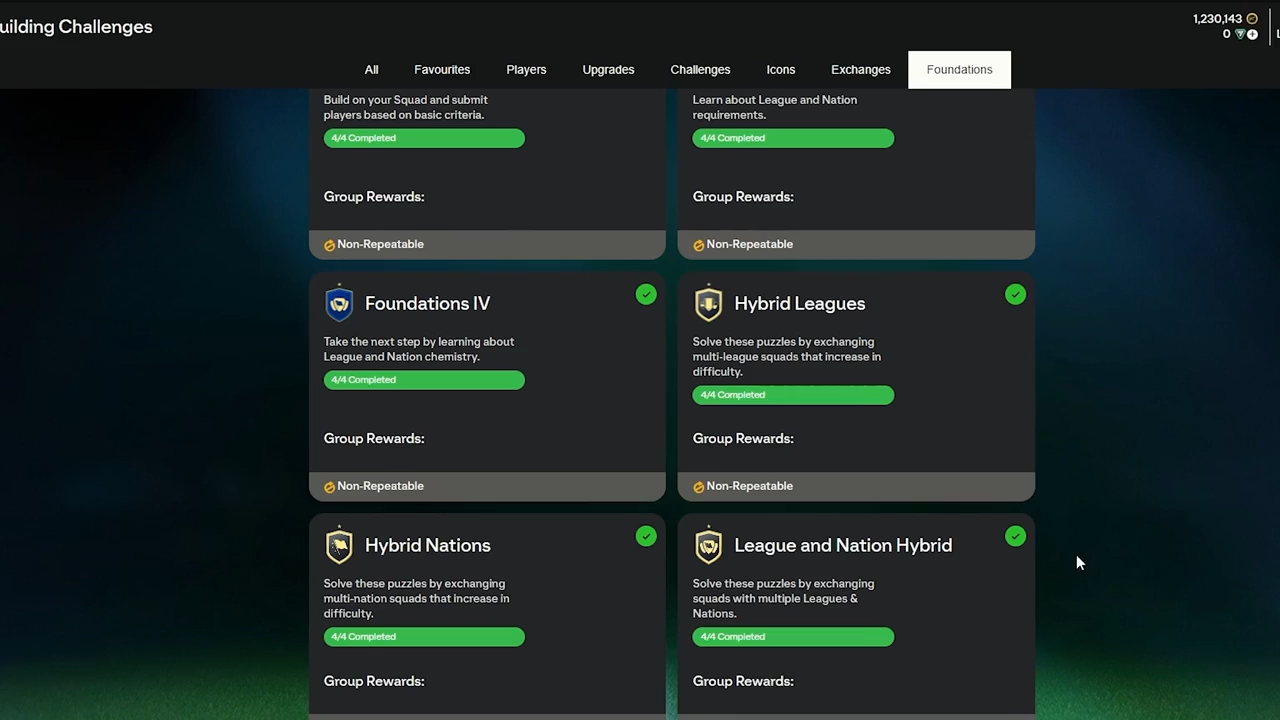 uilding Challenges
1,230,143
0
All
Favourites
Players
Upgrades
Challenges
Icons
Exchanges
Foundations
Build on your Squad and submit
players based on basic criteria.
4/4 Completed
Group Rewards:
Non-Repeatable
Learn about League and Nation
requirements.
4/4 Completed
Group Rewards:
Non-Repeatable
Foundations IV
Take the next step by learning about
League and Nation chemistry.
4/4 Completed
Group Rewards:
Non-Repeatable
Hybrid Leagues
Solve these puzzles by exchanging
multi-league squads that increase in
difficulty.
4/4 Completed
Group Rewards:
Non-Repeatable
Hybrid Nations
Solve these puzzles by exchanging
multi-nation squads that increase in
difficulty.
4/4 Completed
Group Rewards:
League and Nation Hybrid
Solve these puzzles by exchanging
squads with multiple Leagues &
Nations.
4/4 Completed
Group Rewards: